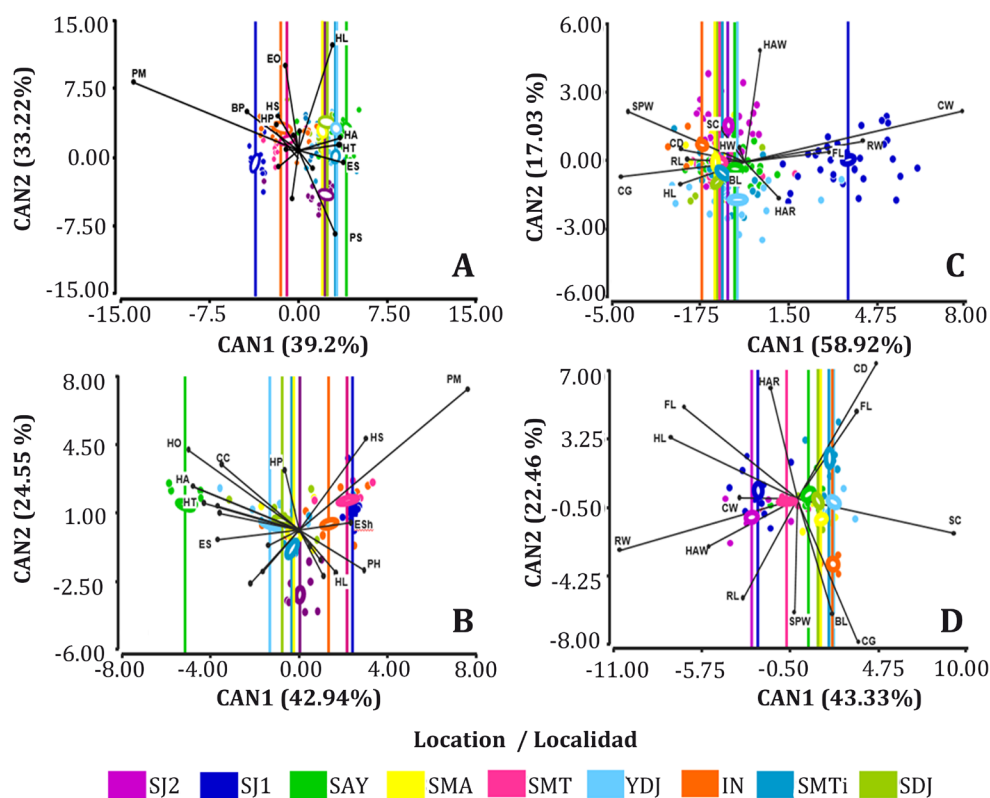 15.00
7.50
0.00
-7.50
-15.00
CAN2 (33.22%)
PM
EO
HL
BP
HS
HP
HA
HT
ES
PS
A
-15.00 -7.5 0.00 7.50 15.00
CAN1 (39.2%)
6.00
3.00
0.00
-3.00
-6.00
CAN2 (17.03 %)
HAW
SPW
CW
SC
CD
HW
RW
FL
RL
BL
CG
HL
HAR
C
-5.00 -175 1.50 4.75 8.00
CAN1 (58.92%)
8.00
4.50
1.00
-2.50
-6.00
CAN2 (24.55 %)
PM
HS
HO
CC
HP
HA
HT
ESh
ES
PH
HL
B
-8.00 -4.00 0.00 4.00 8.00
CAN1 (42.94%)
7.00
3.25
-0.50
-4.25
-8.00
CAN2 (22.46 %)
CD
HAR
FL
FL
HL
CW
SC
RW
HAW
RL
SPW
BL
CG
D
-11.00 -5.75 -0.50 4.75 10.00
CAN1 (43.33%)
Location / Localidad
SJ2 SJ1 SAY SMA SMT YDJ IN SMTi SDJ